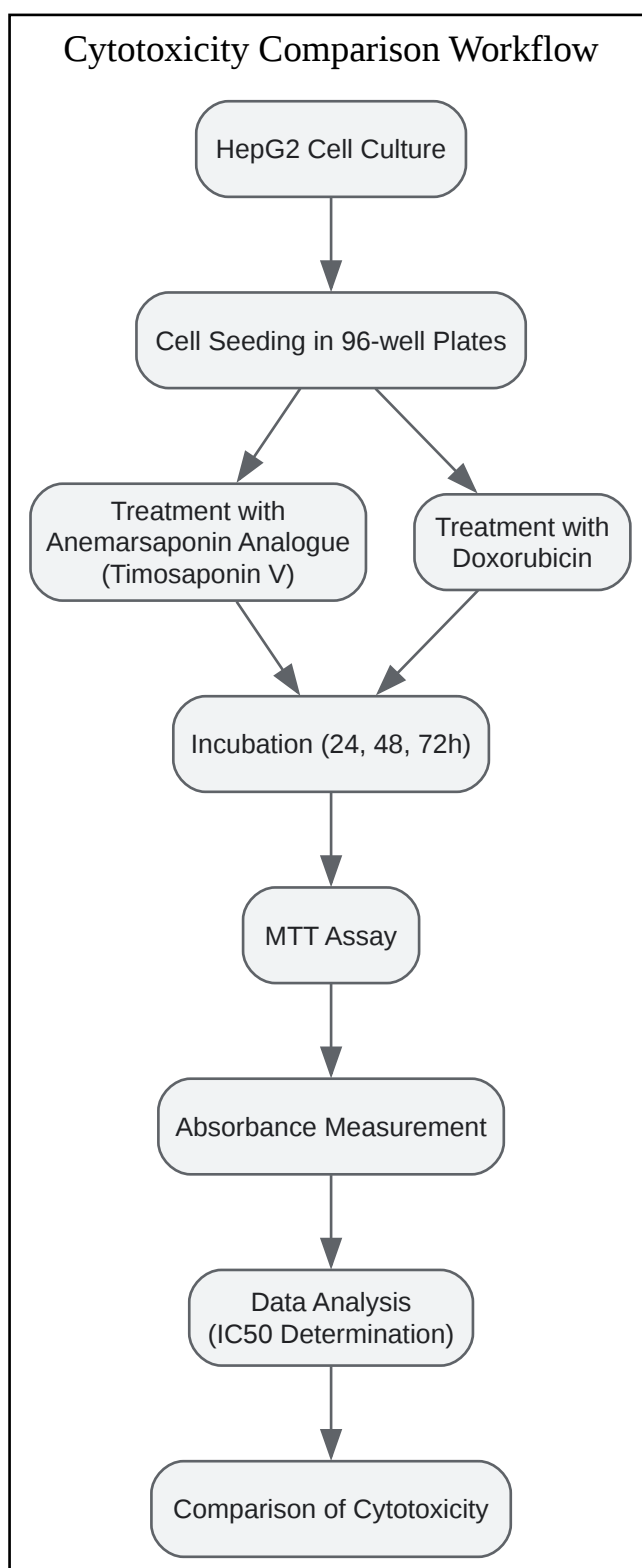 Cytotoxicity Comparison Workflow
HepG2 Cell Culture
Cell Seeding in 96-well Plates
Treatment with
Anemarsaponin Analogue
(Timosaponin V)
Treatment with
Doxorubicin
Incubation (24, 48, 72h)
MTT Assay
Absorbance Measurement
Data Analysis
(IC50 Determination)
Comparison of Cytotoxicity